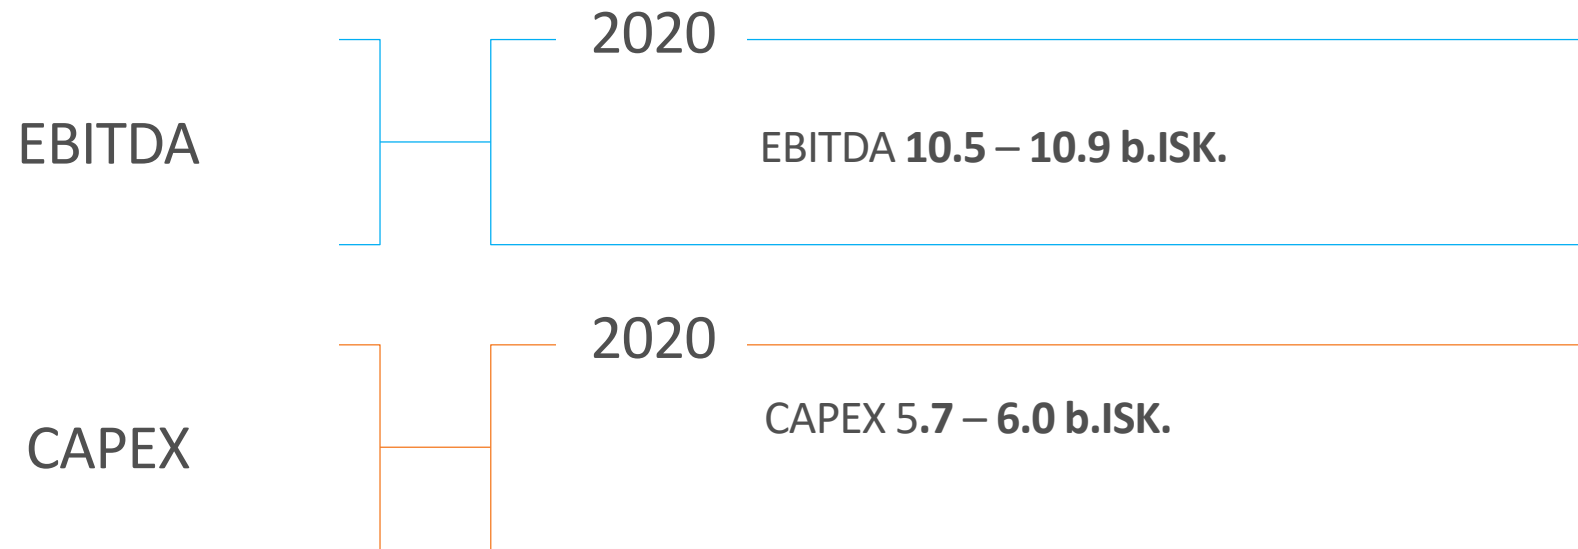 2020
EBITDA
EBITDA 10.5 – 10.9 b.ISK.
2020
CAPEX 5.7 – 6.0 b.ISK.
CAPEX